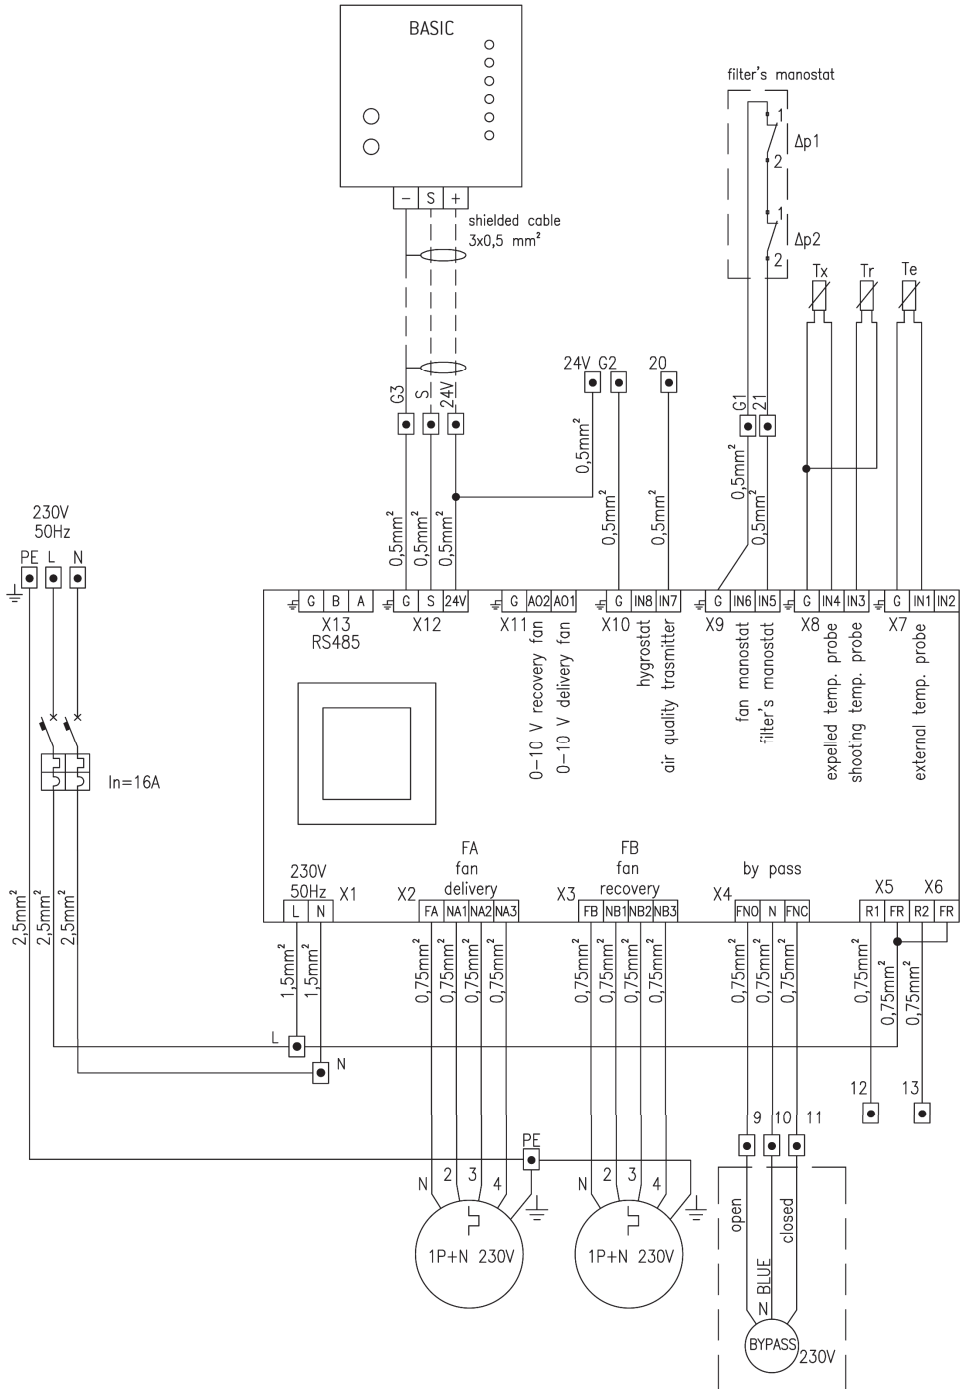 BASIC
- S +
shielded cable
3x0,5 mm²
filter's manostat
1
Δp1
2
1
Δp2
2
Tx Tr Te
G3 S 24V
24V G2 20
G1 21
0,5mm²
0,5mm²
0,5mm²
0,5mm²
0,5mm²
0,5mm²
0,5mm²
0,5mm²
230V
50Hz
PE L N
G B A
G S 24V
G AO2 AO1
G IN8 IN7
G IN6 IN5
G IN4 IN3
G IN1 IN2
X13
RS485
X12
X11
X10
X9
X8
X7
0-10 V recovery fan
0-10 V delivery fan
hygrostat
air quality trasmitter
fan manostat
filter's manostat
expelled temp. probe
shooting temp. probe
external temp. probe
In=16A
2,5mm²
2,5mm²
2,5mm²
230V
50Hz
X1
L N
FA
fan
delivery
X2
FA NA1 NA2 NA3
FB
fan
recovery
X3
FB NB1 NB2 NB3
by pass
X4
FNO N FNC
X5 X6
R1 FR R2 FR
1,5mm²
1,5mm²
0,75mm²
0,75mm²
0,75mm²
0,75mm²
0,75mm²
0,75mm²
0,75mm²
0,75mm²
0,75mm²
0,75mm²
0,75mm²
0,75mm²
0,75mm²
0,75mm²
L
N
12 13
9 10 11
PE
N 2 3 4
1P+N 230V
N 2 3 4
1P+N 230V
open
closed
N BLUE
BYPASS
230V